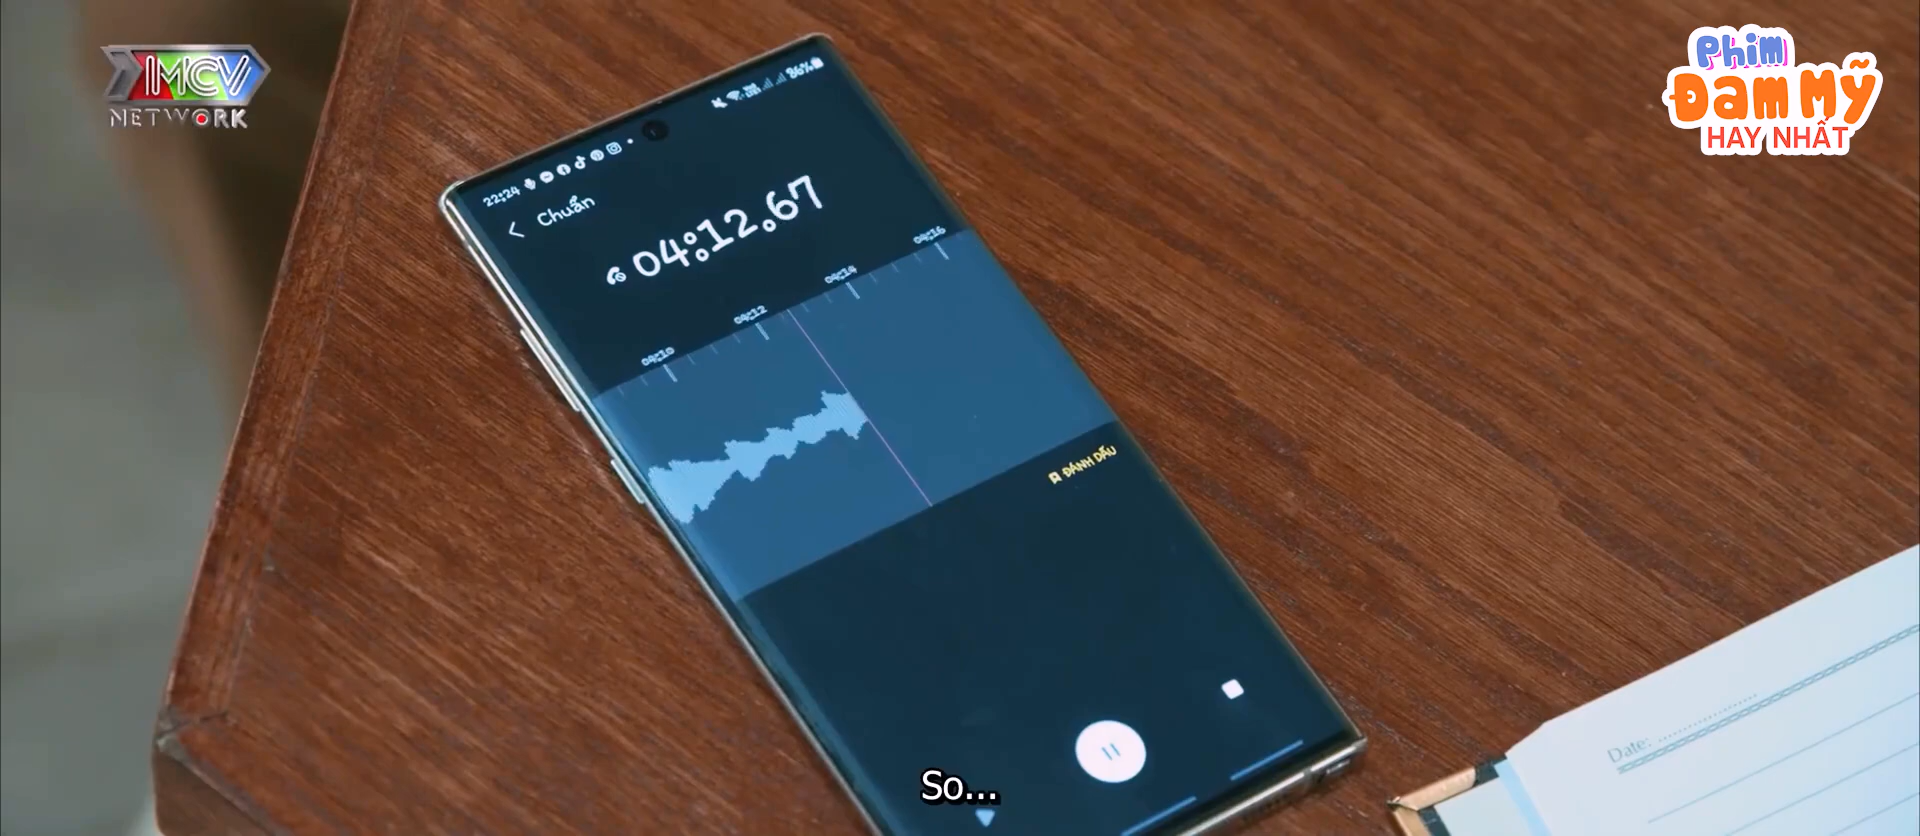 MCV
NETWORK
Phim
Đam Mỹ
HAY NHẤT
22:24
86%
Chuẩn
04:12.67
04:10
04:12
04:14
04:16
ĐÁNH DẤU
Date:
So...